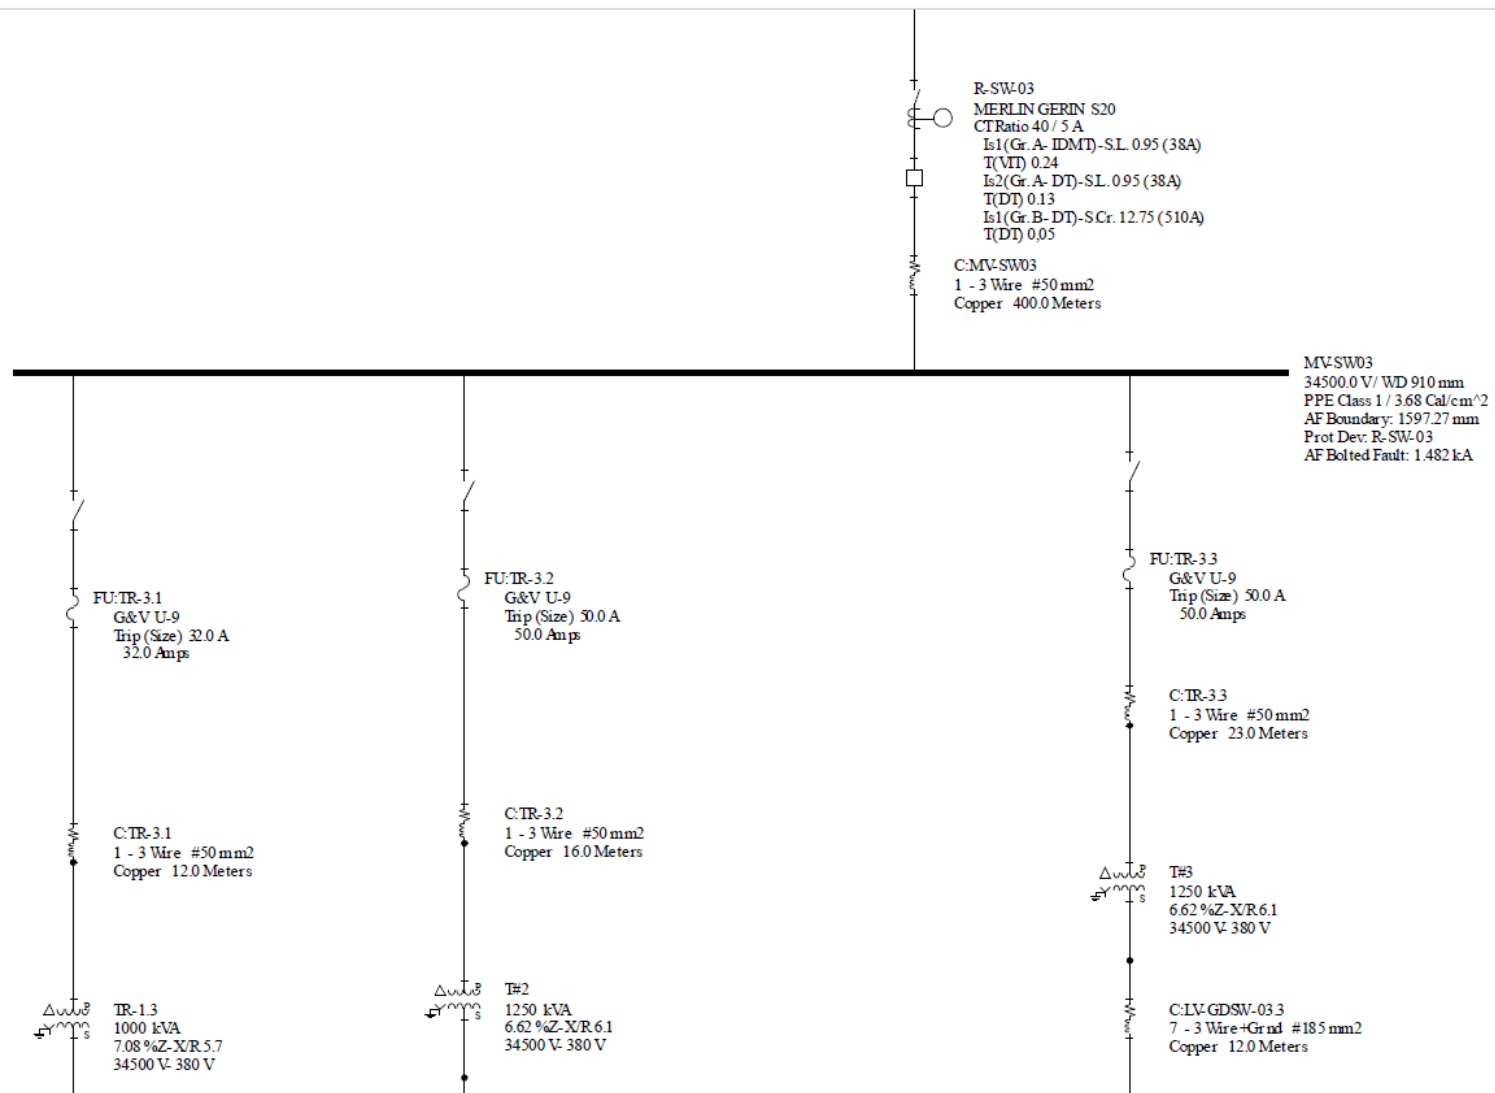 R-SW-03
MERLIN GERIN S20
CT Ratio 40 / 5 A
Is1(Gr.A- IDMT)-S.L. 0.95 (38A)
T(VIT) 0.24
Is2(Gr.A- DT)-S.L. 0.95 (38A)
T(DT) 0.13
Is1(Gr.B- DT)-S.Cr. 12.75 (510A)
T(DT) 0,05
C:MV-SW03
1 - 3 Wire #50 mm2
Copper 400.0 Meters
MV-SW03
34500.0 V/ WD 910 mm
PPE Class 1 / 3.68 Cal/cm^2
AF Boundary: 1597.27 mm
Prot Dev: R-SW-03
AF Bolted Fault: 1.482 kA
FU:TR-3.1
G&V U-9
Trip (Size) 32.0 A
32.0 Amps
FU:TR-3.2
G&V U-9
Trip (Size) 50.0 A
50.0 Amps
FU:TR-3.3
G&V U-9
Trip (Size) 50.0 A
50.0 Amps
C:TR-3.3
1 - 3 Wire #50 mm2
Copper 23.0 Meters
C:TR-3.1
1 - 3 Wire #50 mm2
Copper 12.0 Meters
C:TR-3.2
1 - 3 Wire #50 mm2
Copper 16.0 Meters
P
S
T#3
1250 kVA
6.62 %Z- X/R 6.1
34500 V- 380 V
P
S
TR-1.3
1000 kVA
7.08 %Z- X/R 5.7
34500 V- 380 V
P
S
T#2
1250 kVA
6.62 %Z- X/R 6.1
34500 V- 380 V
C:LV-GDSW-03.3
7 - 3 Wire+Grnd #185 mm2
Copper 12.0 Meters